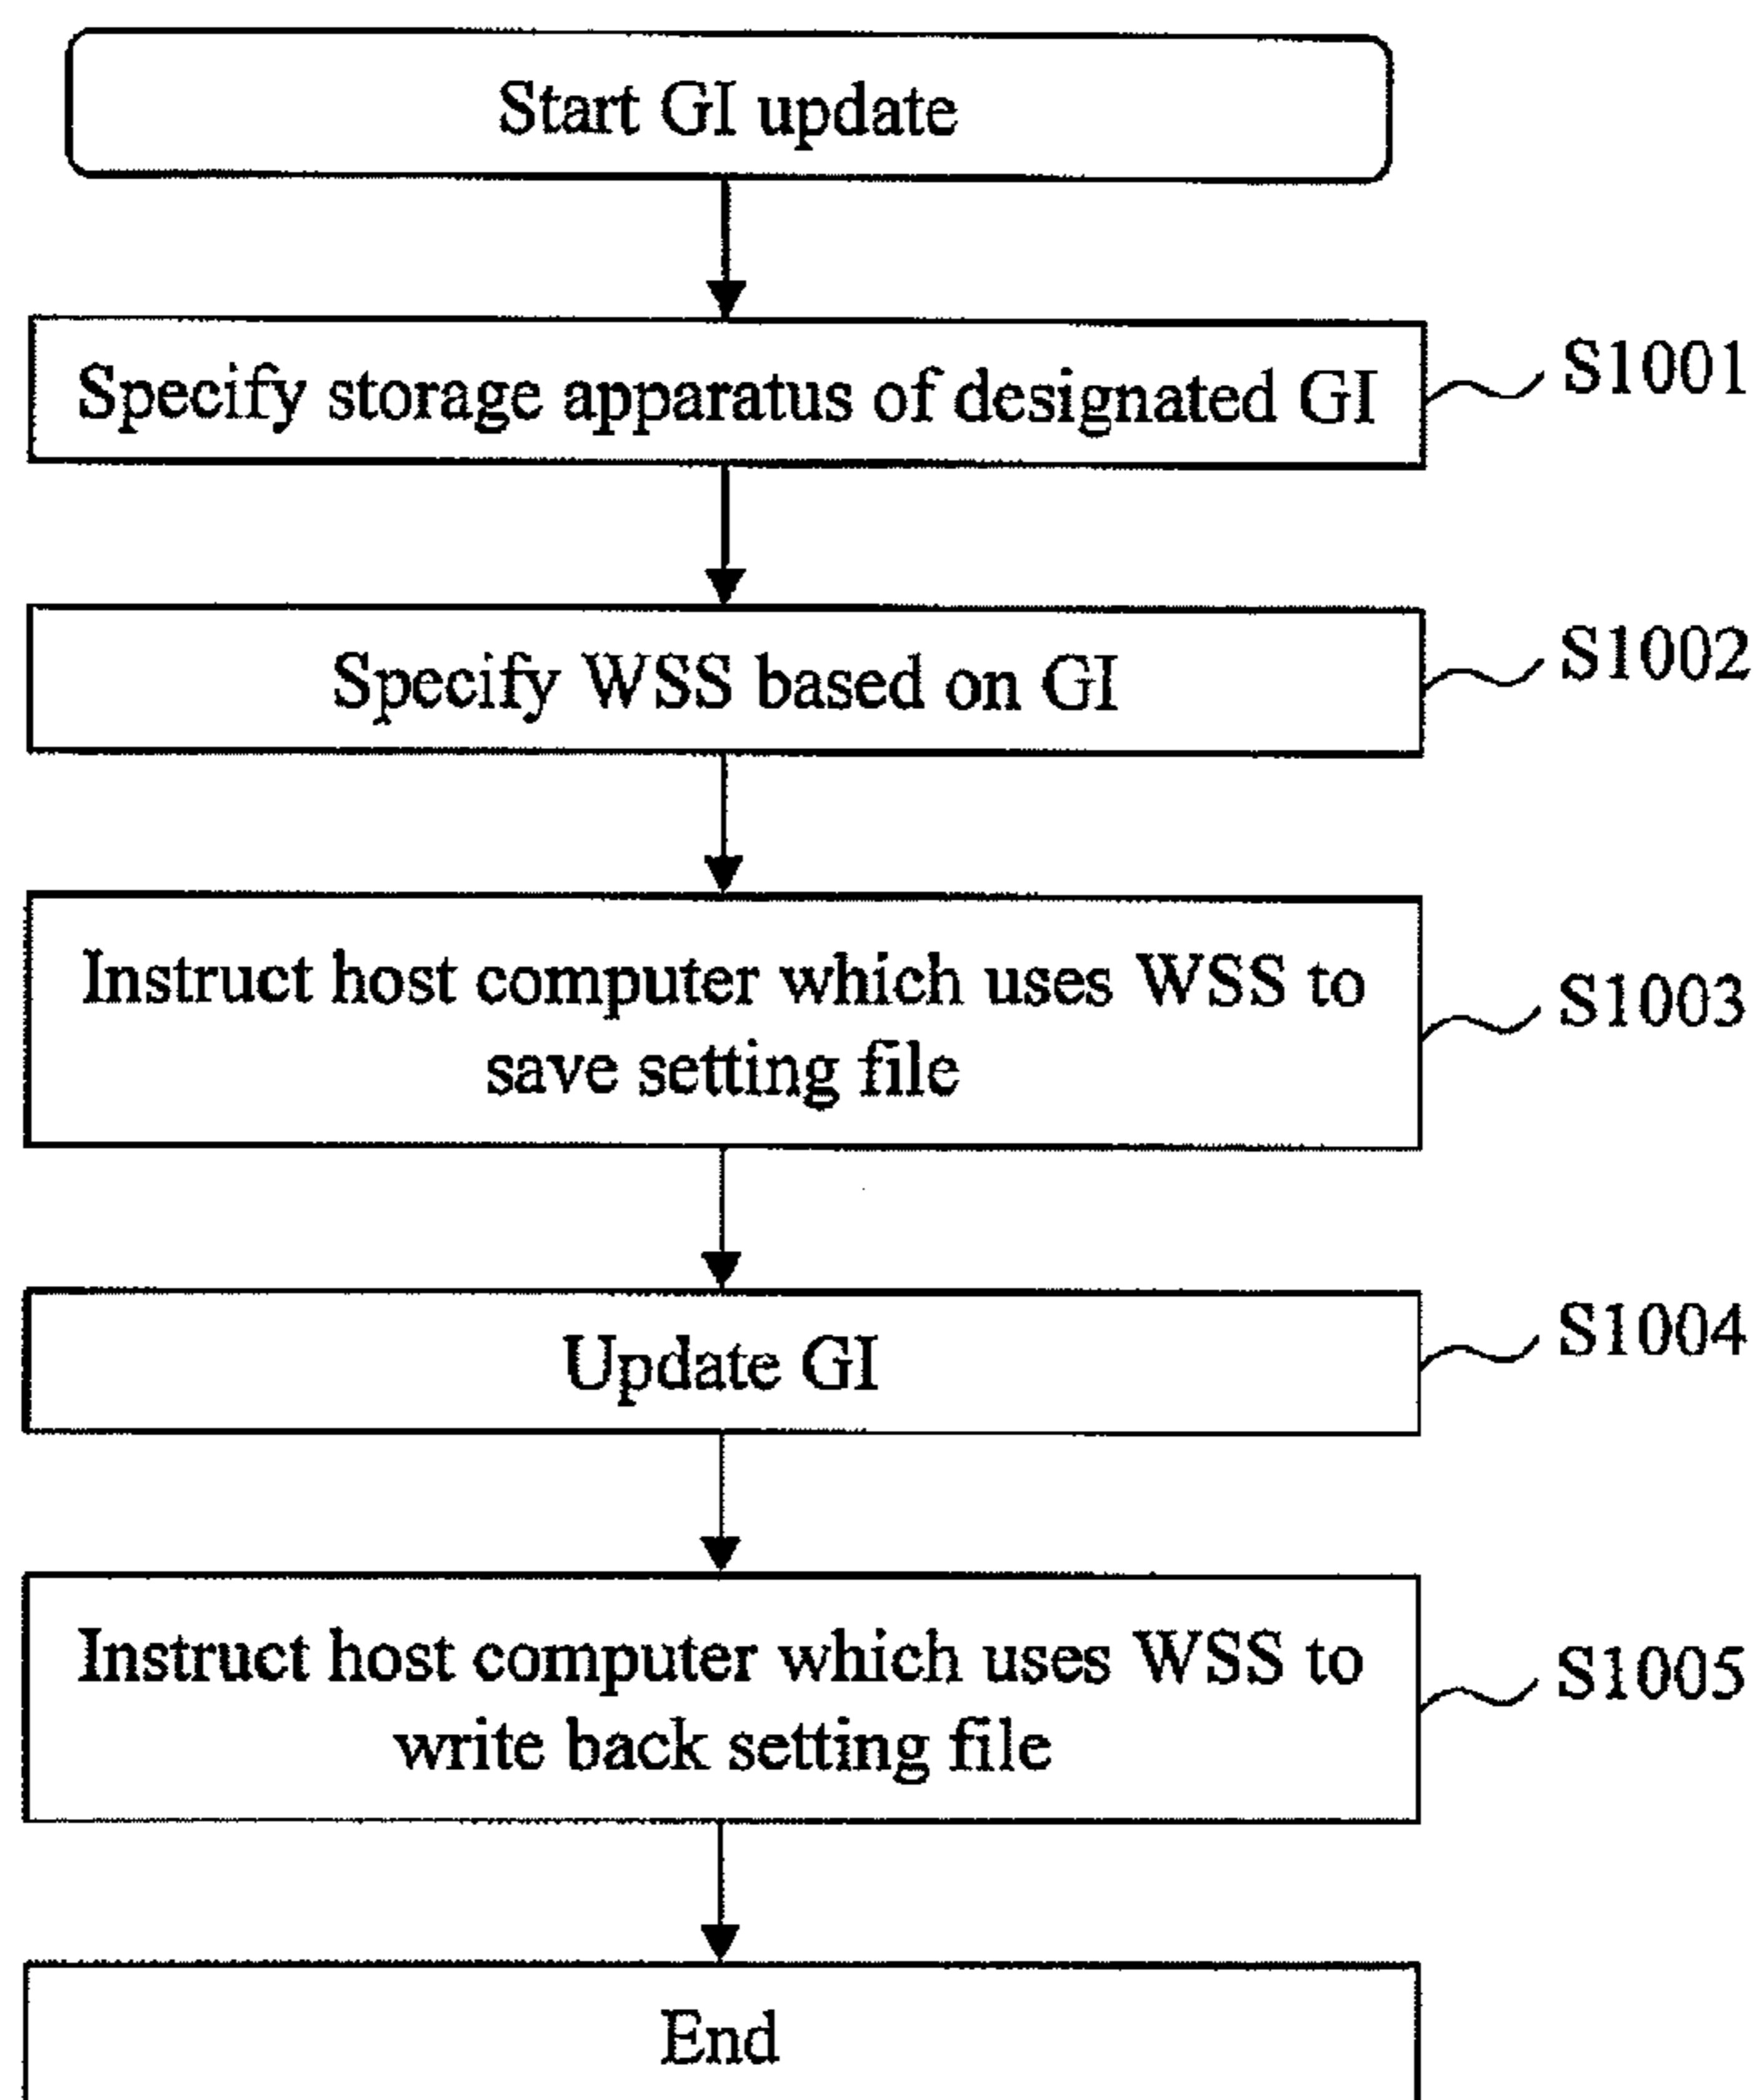 Start GI update
Specify storage apparatus of designated GI
S1001
Specify WSS based on GI
S1002
Instruct host computer which uses WSS to
save setting file
S1003
Update GI
S1004
Instruct host computer which uses WSS to
write back setting file
S1005
End